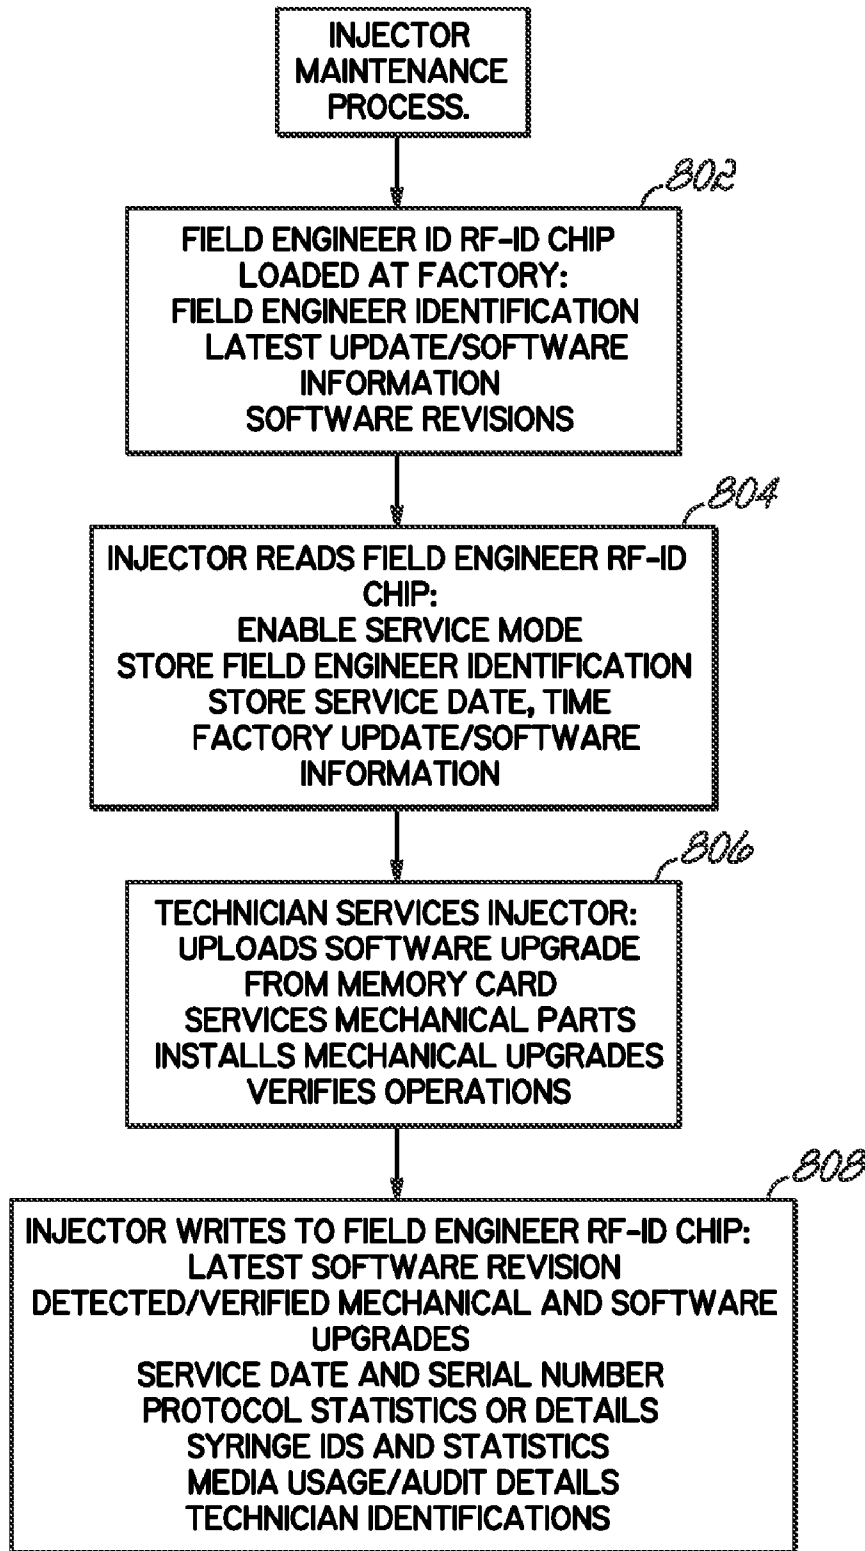 INJECTOR
MAINTENANCE
PROCESS.
802
FIELD ENGINEER ID RF-ID CHIP
LOADED AT FACTORY:
FIELD ENGINEER IDENTIFICATION
LATEST UPDATE/SOFTWARE
INFORMATION
SOFTWARE REVISIONS
804
INJECTOR READS FIELD ENGINEER RF-ID
CHIP:
ENABLE SERVICE MODE
STORE FIELD ENGINEER IDENTIFICATION
STORE SERVICE DATE, TIME
FACTORY UPDATE/SOFTWARE
INFORMATION
806
TECHNICIAN SERVICES INJECTOR:
UPLOADS SOFTWARE UPGRADE
FROM MEMORY CARD
SERVICES MECHANICAL PARTS
INSTALLS MECHANICAL UPGRADES
VERIFIES OPERATIONS
808
INJECTOR WRITES TO FIELD ENGINEER RF-ID CHIP:
LATEST SOFTWARE REVISION
DETECTED/VERIFIED MECHANICAL AND SOFTWARE
UPGRADES
SERVICE DATE AND SERIAL NUMBER
PROTOCOL STATISTICS OR DETAILS
SYRINGE IDS AND STATISTICS
MEDIA USAGE/AUDIT DETAILS
TECHNICIAN IDENTIFICATIONS